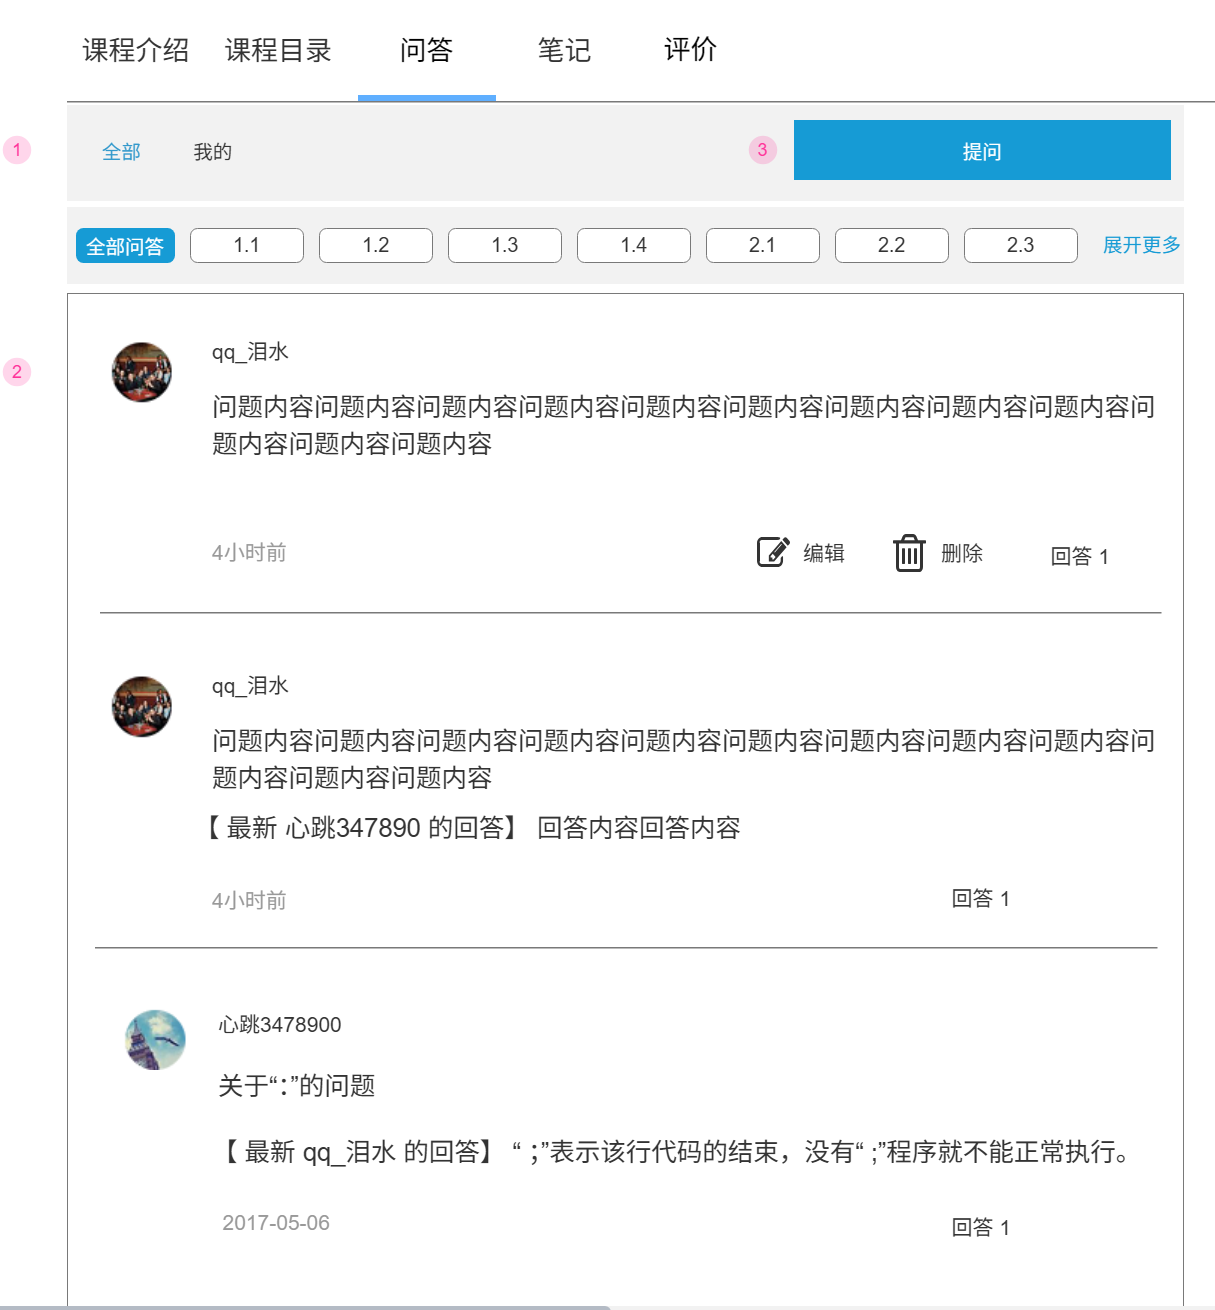 课程介绍 课程目录 问答 笔记 评价
1 全部 我的 3 提问
全部问答 1.1 1.2 1.3 1.4 2.1 2.2 2.3 展开更多
2
qq_泪水
问题内容问题内容问题内容问题内容问题内容问题内容问题内容问题内容问题内容问
题内容问题内容问题内容
4小时前 编辑 删除 回答 1
qq_泪水
问题内容问题内容问题内容问题内容问题内容问题内容问题内容问题内容问题内容问
题内容问题内容问题内容
【 最新 心跳347890 的回答】 回答内容回答内容
4小时前 回答 1
心跳3478900
关于“:”的问题
【 最新 qq_泪水 的回答】 “ ;”表示该行代码的结束，没有“ ;”程序就不能正常执行。
2017-05-06 回答 1